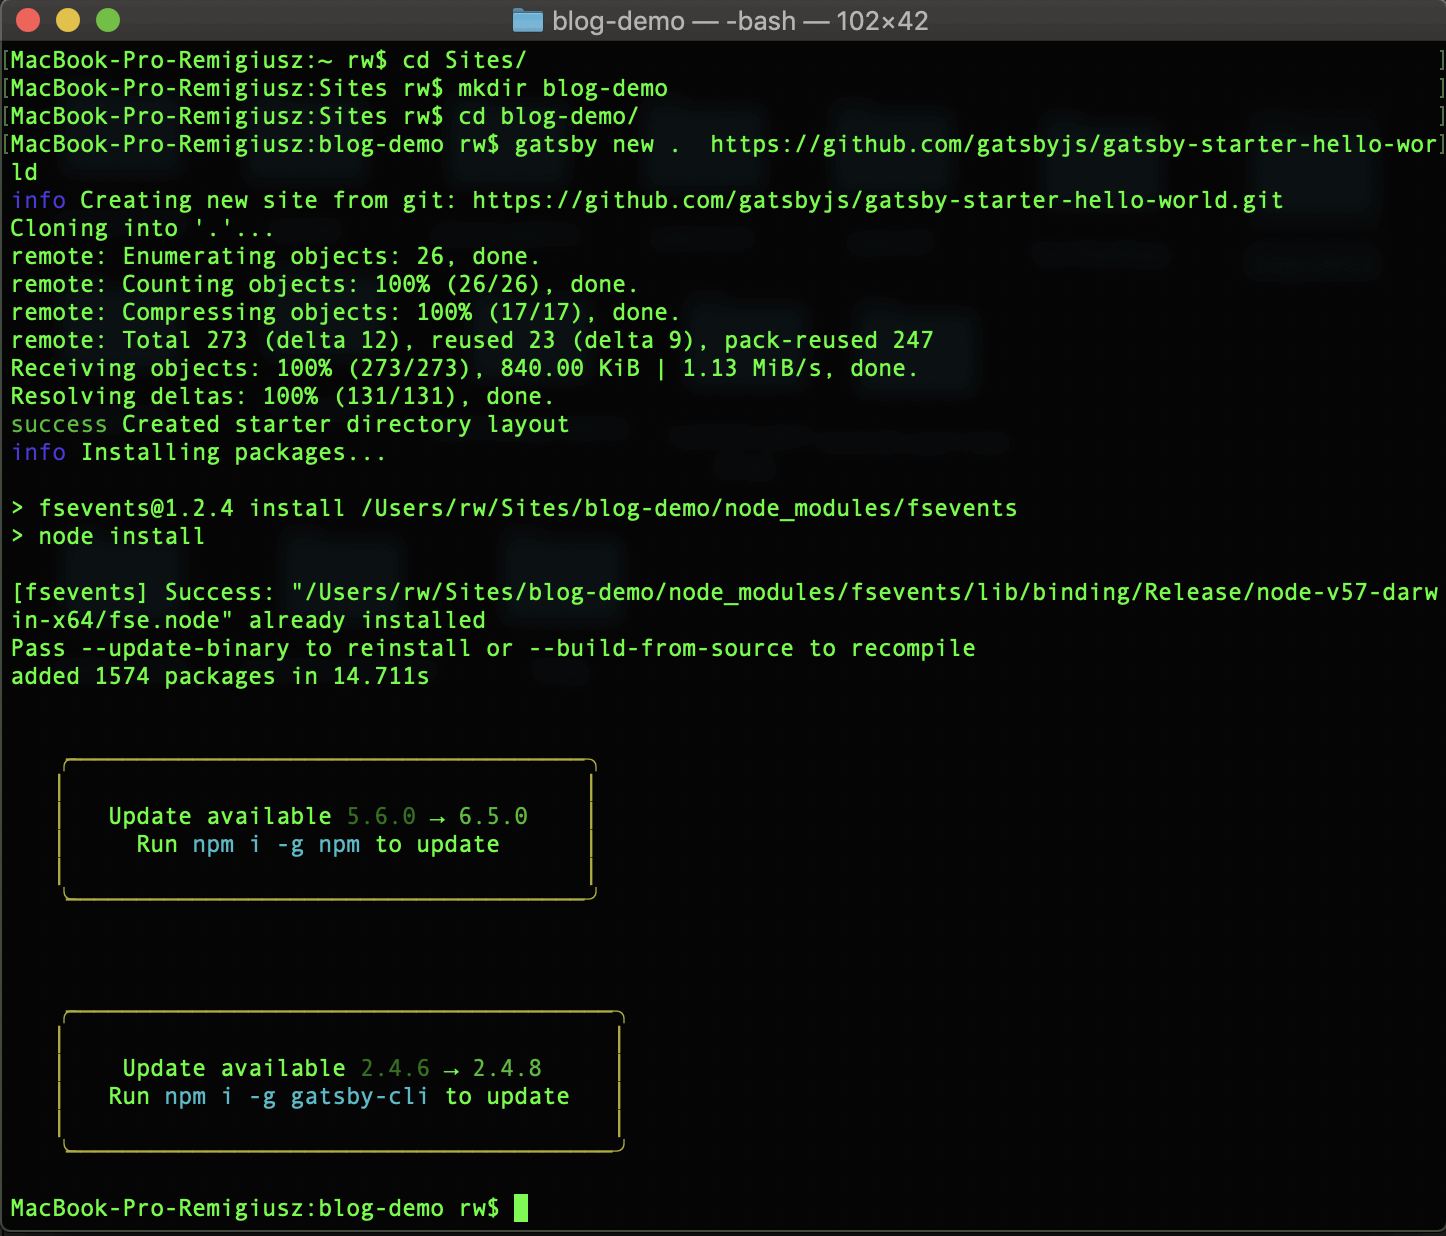 blog-demo — -bash — 102×42
[MacBook-Pro-Remigiusz:~ rw$ cd Sites/ ]
[MacBook-Pro-Remigiusz:Sites rw$ mkdir blog-demo ]
[MacBook-Pro-Remigiusz:Sites rw$ cd blog-demo/ ]
[MacBook-Pro-Remigiusz:blog-demo rw$ gatsby new .  https://github.com/gatsbyjs/gatsby-starter-hello-wor]
ld
info Creating new site from git: https://github.com/gatsbyjs/gatsby-starter-hello-world.git
Cloning into '.'...
remote: Enumerating objects: 26, done.
remote: Counting objects: 100% (26/26), done.
remote: Compressing objects: 100% (17/17), done.
remote: Total 273 (delta 12), reused 23 (delta 9), pack-reused 247
Receiving objects: 100% (273/273), 840.00 KiB | 1.13 MiB/s, done.
Resolving deltas: 100% (131/131), done.
success Created starter directory layout
info Installing packages...
> fsevents@1.2.4 install /Users/rw/Sites/blog-demo/node_modules/fsevents
> node install
[fsevents] Success: "/Users/rw/Sites/blog-demo/node_modules/fsevents/lib/binding/Release/node-v57-darw
in-x64/fse.node" already installed
Pass --update-binary to reinstall or --build-from-source to recompile
added 1574 packages in 14.711s
Update available 5.6.0 → 6.5.0
Run npm i -g npm to update
Update available 2.4.6 → 2.4.8
Run npm i -g gatsby-cli to update
MacBook-Pro-Remigiusz:blog-demo rw$